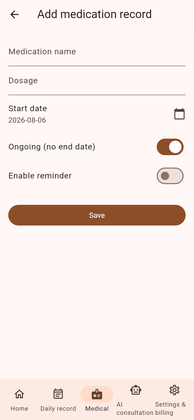 Add medication record
Medication name
Dosage
Start date
2026-08-06
Ongoing (no end date)
Enable reminder
Save
Home
Daily record
Medical
AI
consultation
Settings &
billing